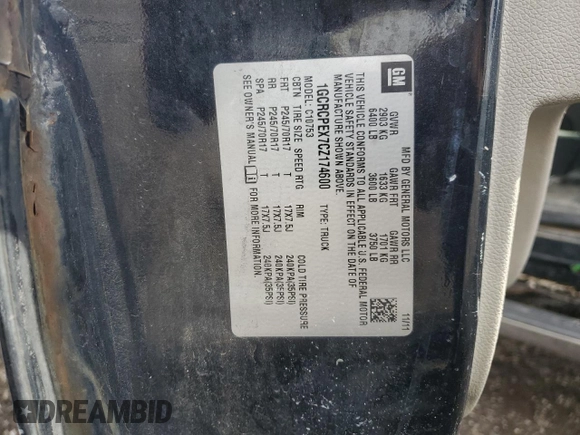 GM
MFD BY GENERAL MOTORS LLC 11/11
GVWR GAWR FRT GAWR RR
2903 KG 1633 KG 1701 KG
6400 LB 3600 LB 3750 LB
THIS VEHICLE CONFORMS TO ALL APPLICABLE U.S. FEDERAL MOTOR
VEHICLE SAFETY STANDARDS IN EFFECT ON THE DATE OF
MANUFACTURE SHOWN ABOVE.
1GCRCPEX7CZ174600 TYPE: TRUCK
MODEL: C10753
CBTN TIRE SIZE SPEED RTG RIM COLD TIRE PRESSURE
FRT P245/70R17 T 17X7.5J 240KPA(35PSI)
RR P245/70R17 T 17X7.5J 240KPA(35PSI)
SPA P245/70R17 T 17X7.5J 240KPA(35PSI)
SEE OWNER'S MANUAL FOR MORE INFORMATION.
DREAMBID